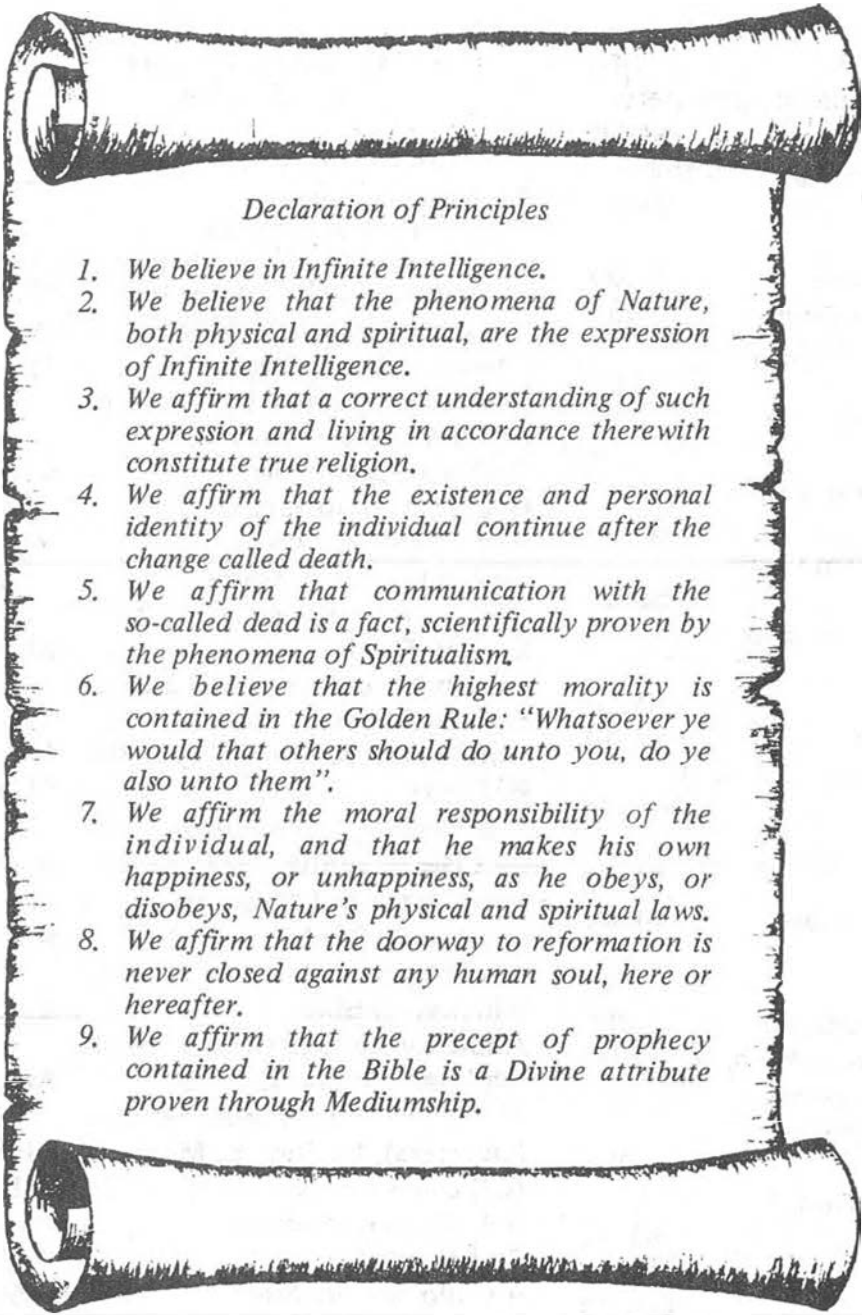 Declaration of Principles
1. We believe in Infinite Intelligence.
2. We believe that the phenomena of Nature,
both physical and spiritual, are the expression
of Infinite Intelligence.
3. We affirm that a correct understanding of such
expression and living in accordance therewith
constitute true religion.
4. We affirm that the existence and personal
identity of the individual continue after the
change called death.
5. We affirm that communication with the
so-called dead is a fact, scientifically proven by
the phenomena of Spiritualism.
6. We believe that the highest morality is
contained in the Golden Rule: "Whatsoever ye
would that others should do unto you, do ye
also unto them".
7. We affirm the moral responsibility of the
individual, and that he makes his own
happiness, or unhappiness, as he obeys, or
disobeys, Nature's physical and spiritual laws.
8. We affirm that the doorway to reformation is
never closed against any human soul, here or
hereafter.
9. We affirm that the precept of prophecy
contained in the Bible is a Divine attribute
proven through Mediumship.